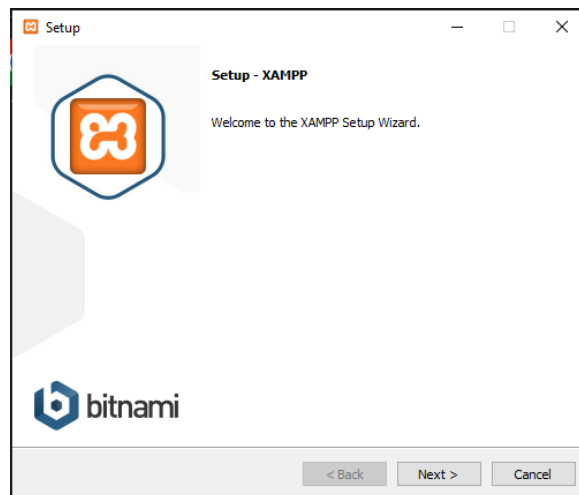 Setup
Setup - XAMPP
Welcome to the XAMPP Setup Wizard.
bitnami
< Back
Next >
Cancel